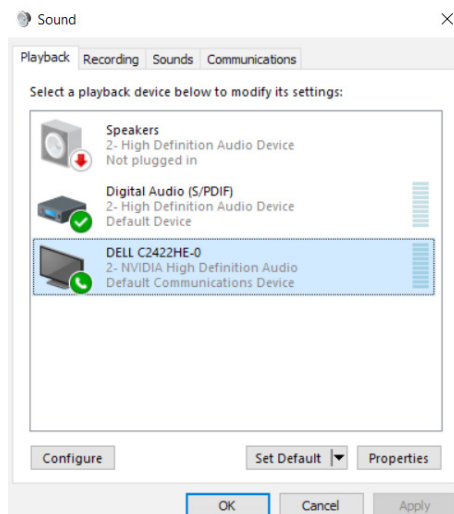 Sound
Playback Recording Sounds Communications
Select a playback device below to modify its settings:
Speakers
2- High Definition Audio Device
Not plugged in
Digital Audio (S/PDIF)
2- High Definition Audio Device
Default Device
DELL C2422HE-0
2- NVIDIA High Definition Audio
Default Communications Device
Configure Set Default Properties
OK Cancel Apply